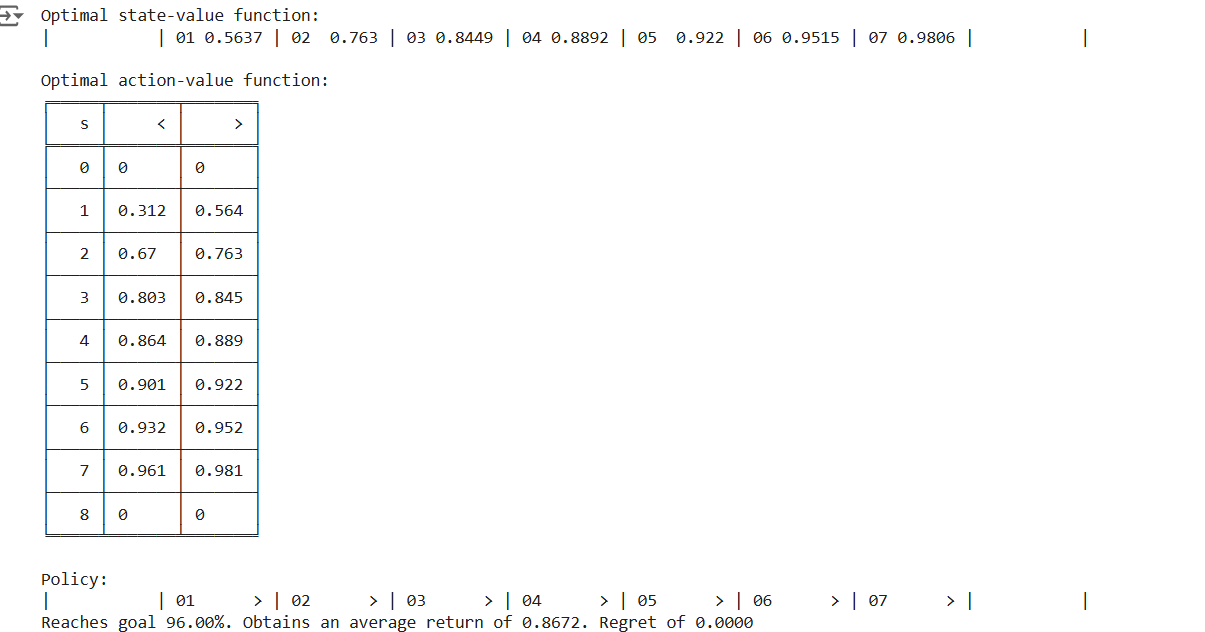 Optimal state-value function:
|           | 01 0.5637 | 02  0.763 | 03 0.8449 | 04 0.8892 | 05  0.922 | 06 0.9515 | 07 0.9806 |           |
Optimal action-value function:
s < >
0 0 0
1 0.312 0.564
2 0.67 0.763
3 0.803 0.845
4 0.864 0.889
5 0.901 0.922
6 0.932 0.952
7 0.961 0.981
8 0 0
Policy:
|           | 01      > | 02      > | 03      > | 04      > | 05      > | 06      > | 07      > |           |
Reaches goal 96.00%. Obtains an average return of 0.8672. Regret of 0.0000